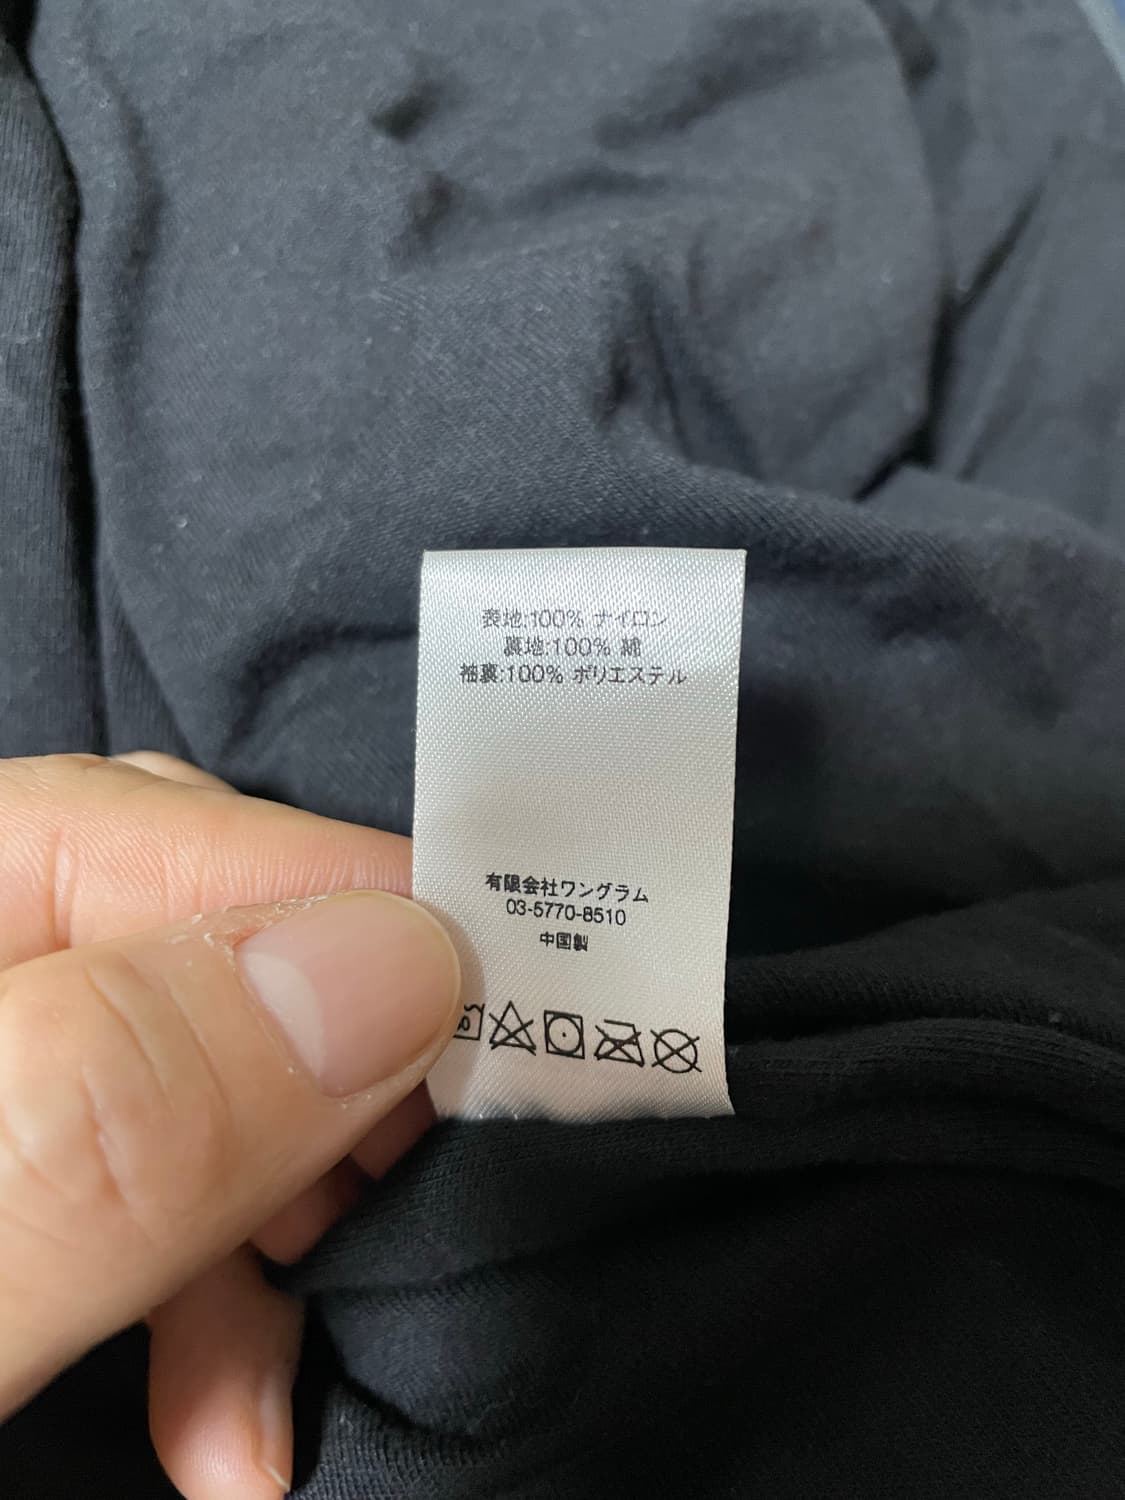 表地:100% ナイロン
裏地:100% 綿
袖裏:100% ポリエステル
有限会社ワングラム
03-5770-8510
中国製